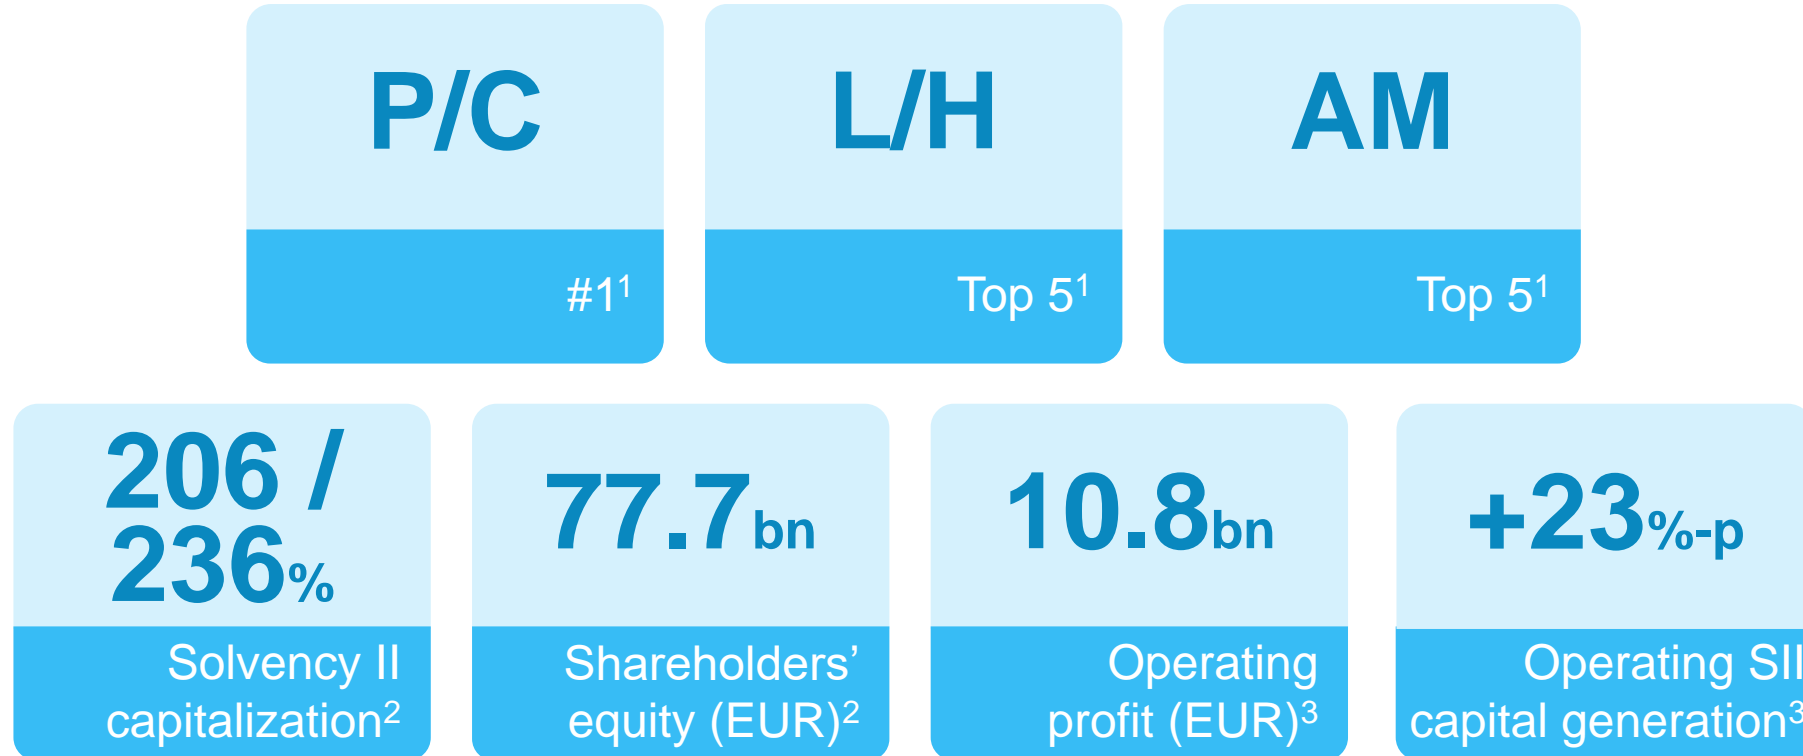 P/C
#1¹
L/H
Top 5¹
AM
Top 5¹
206 /
236%
Solvency II
capitalization²
77.7bn
Shareholders’
equity (EUR)²
10.8bn
Operating
profit (EUR)³
+23%-p
Operating SII
capital generation³